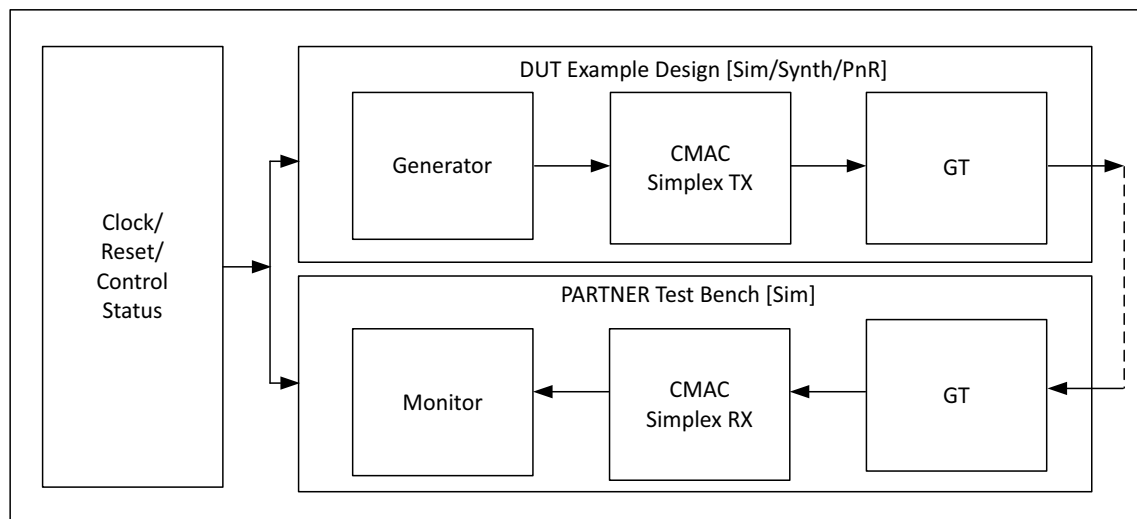 DUT Example Design [Sim/Synth/PnR]
Generator
CMAC
Simplex TX
GT
Clock/
Reset/
Control
Status
PARTNER Test Bench [Sim]
Monitor
CMAC
Simplex RX
GT